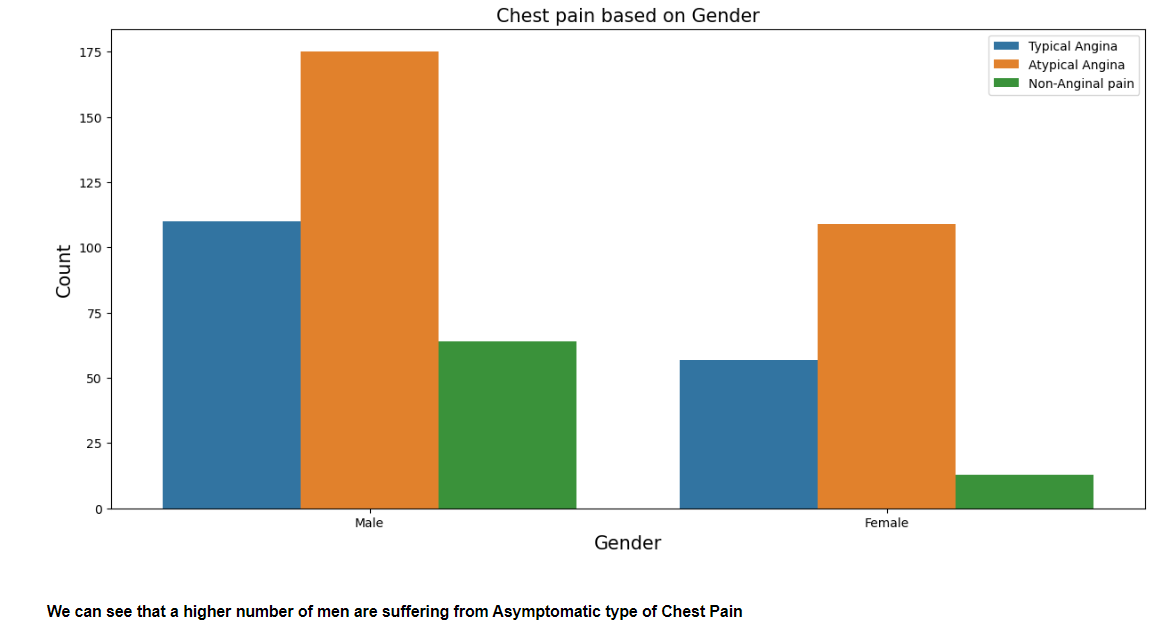 Chest pain based on Gender
Typical Angina
Atypical Angina
Non-Anginal pain
175
150
125
100
75
50
25
0
Count
Male
Female
Gender
We can see that a higher number of men are suffering from Asymptomatic type of Chest Pain